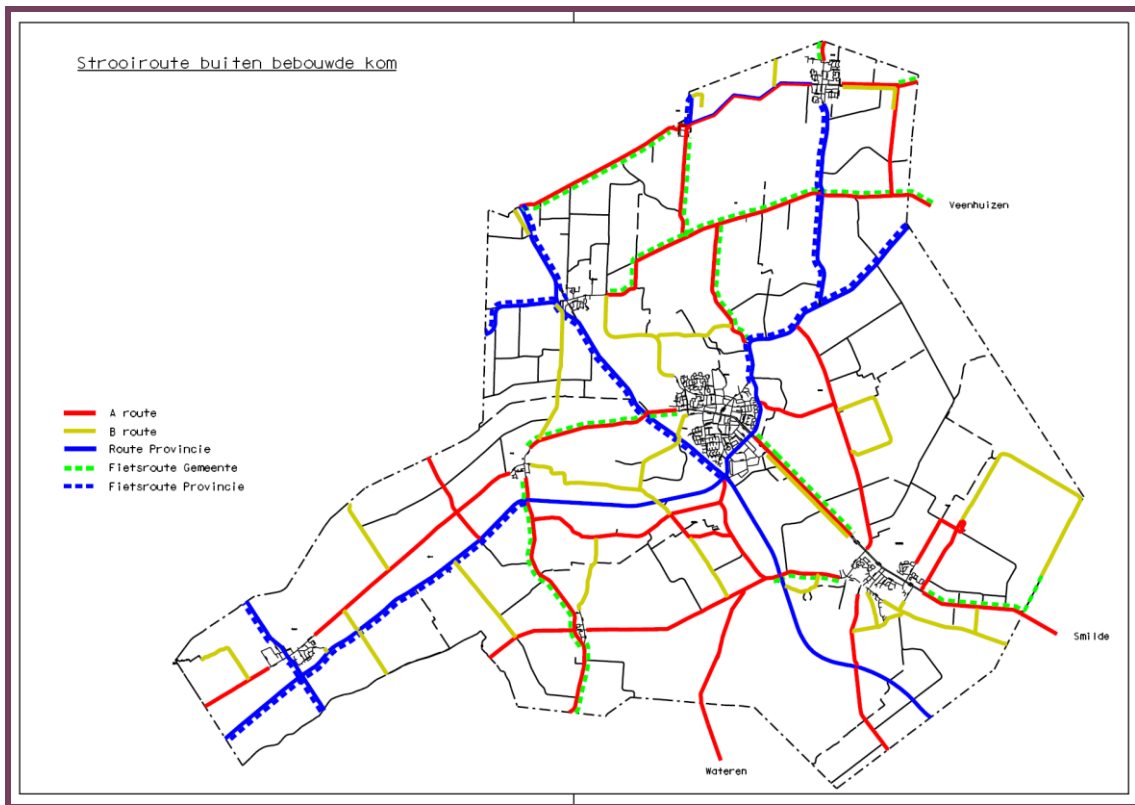 Strooiroute buiten bebouwde kom
Veenhuizen
A route
B route
Route Provincie
Fietsroute Gemeente
Fietsroute Provincie
Smilde
Wateren